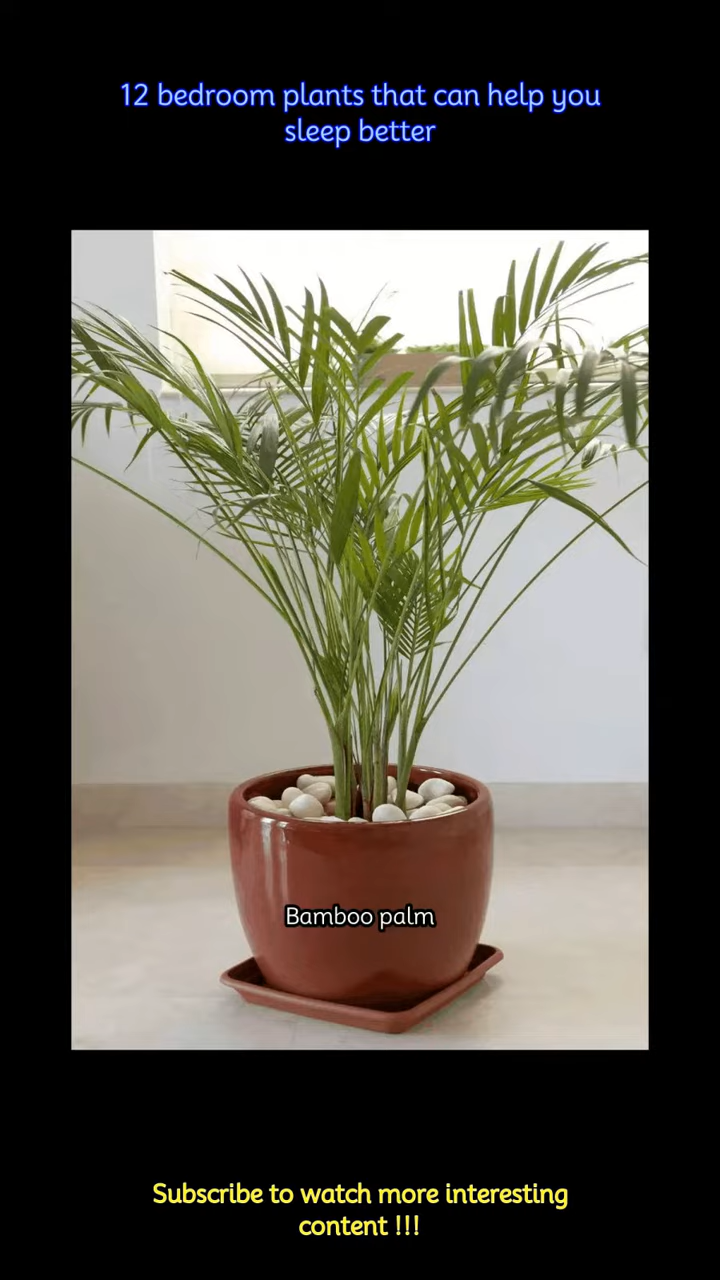 12 bedroom plants that can help you
sleep better
Bamboo palm
Subscribe to watch more interesting
content !!!